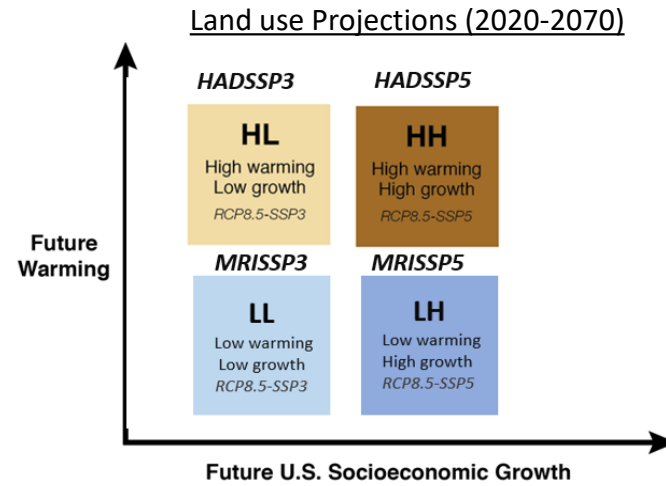 Land use Projections (2020-2070)
HADSSP3
HADSSP5
HL
High warming
Low growth
RCP8.5-SSP3
HH
High warming
High growth
RCP8.5-SSP5
Future
Warming
MRISSP3
MRISSP5
LL
Low warming
Low growth
RCP8.5-SSP3
LH
Low warming
High growth
RCP8.5-SSP5
Future U.S. Socioeconomic Growth